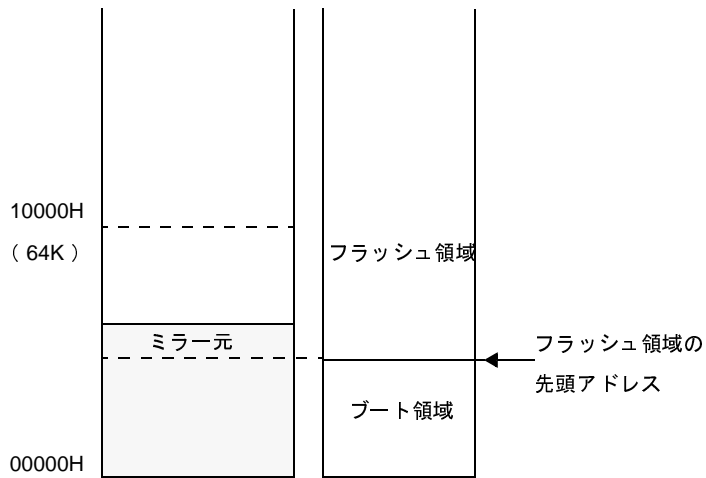 10000H
（ 64K ）
フラッシュ領域
ミラー元
フラッシュ領域の
先頭アドレス
ブート領域
00000H